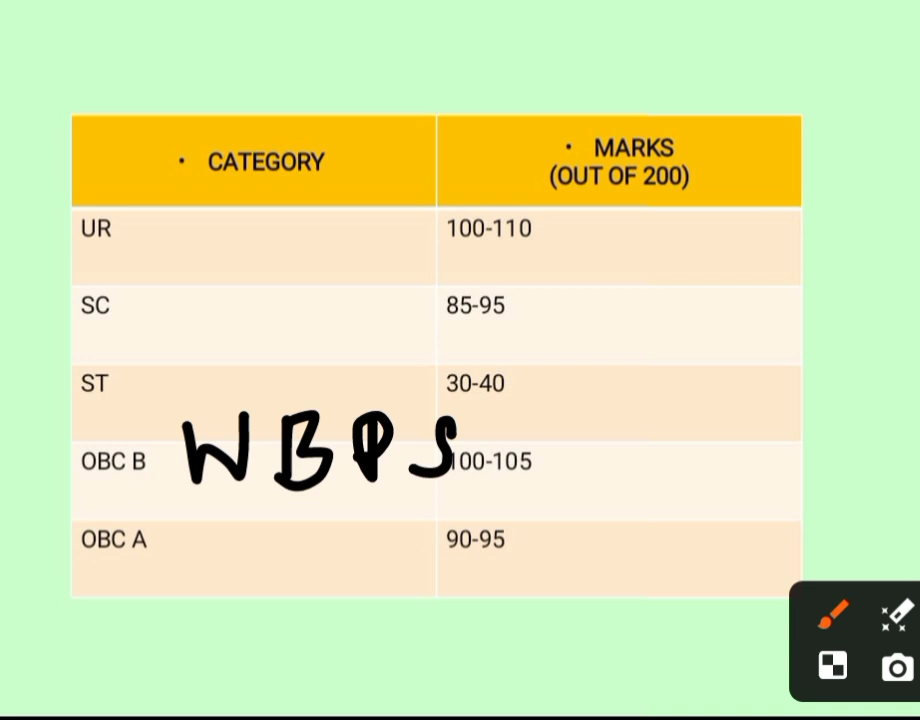 • CATEGORY • MARKS
(OUT OF 200)
UR 100-110
SC 85-95
ST 30-40
WBPS
OBC B 100-105
OBC A 90-95